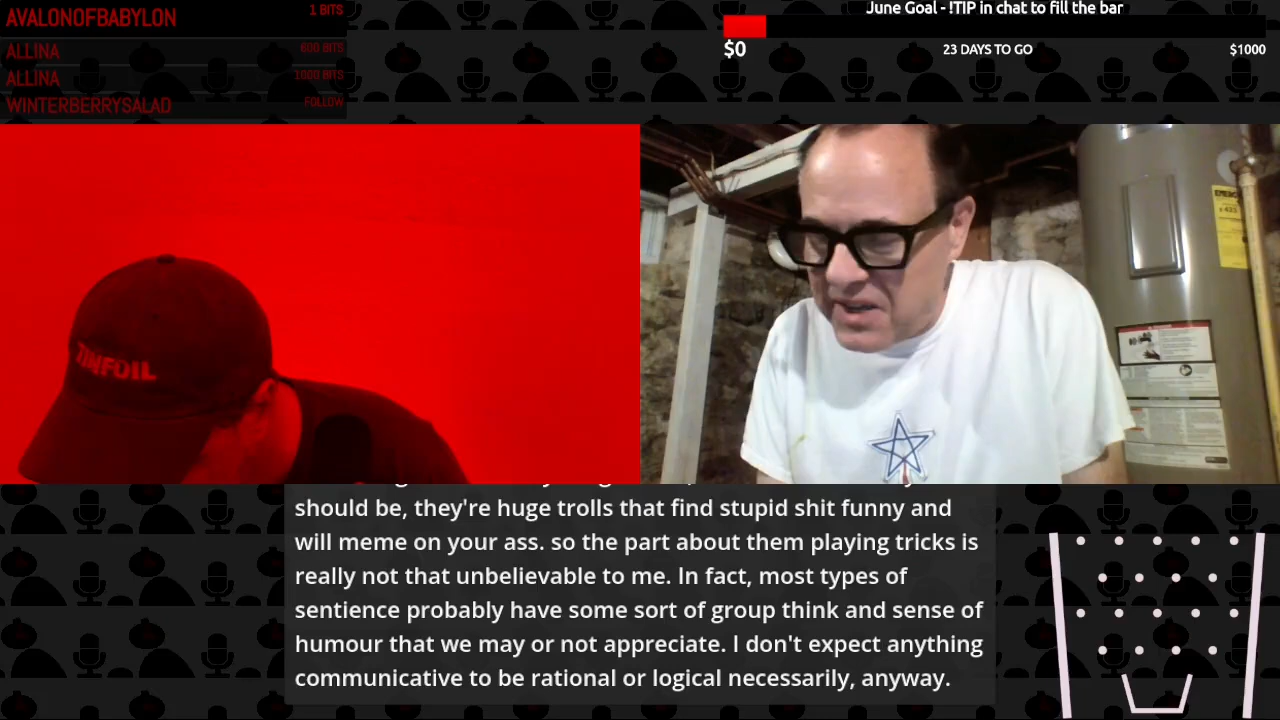 AVALONOFBABYLON 1 BITS
ALLINA 600 BITS
ALLINA 1000 BITS
WINTERBERRYSALAD FOLLOW
June Goal - !TIP in chat to fill the bar
$0 23 DAYS TO GO $1000
TINFOIL
should be, they're huge trolls that find stupid shit funny and
will meme on your ass. so the part about them playing tricks is
really not that unbelievable to me. In fact, most types of
sentience probably have some sort of group think and sense of
humour that we may or not appreciate. I don't expect anything
communicative to be rational or logical necessarily, anyway.